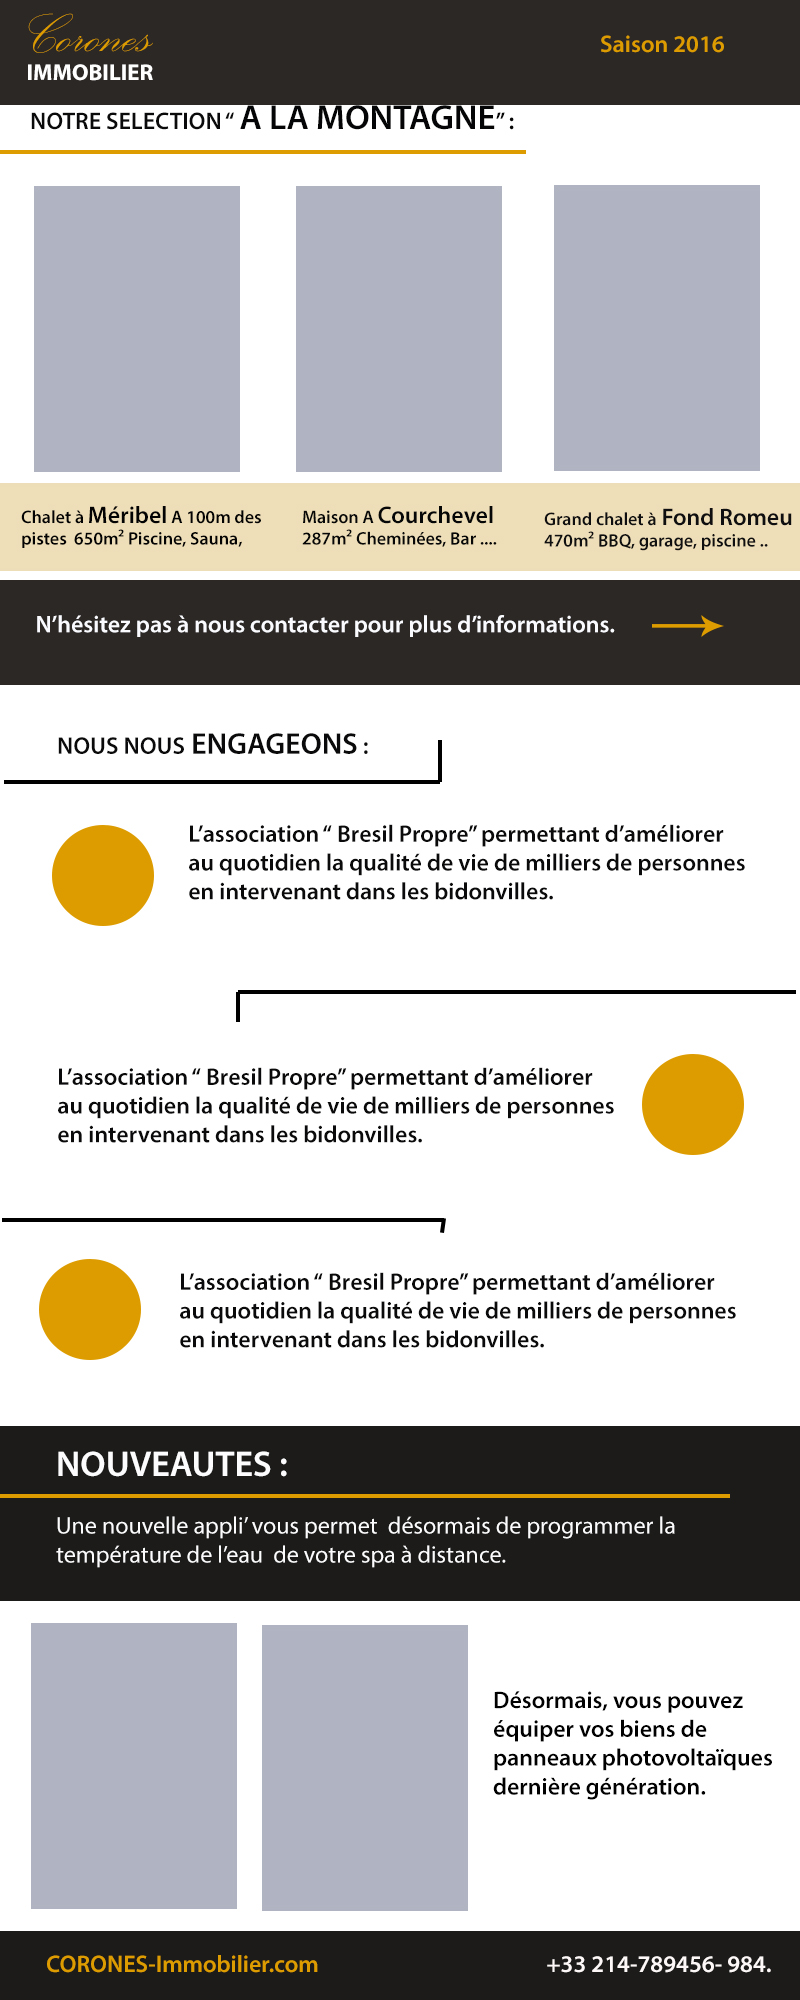 Corones
IMMOBILIER
Saison 2016
NOTRE SELECTION “ A LA MONTAGNE” :
Chalet à Méribel A 100m des
pistes 650m² Piscine, Sauna,
Maison A Courchevel
287m² Cheminées, Bar ....
Grand chalet à Fond Romeu
470m² BBQ, garage, piscine ..
N’hésitez pas à nous contacter pour plus d’informations.
NOUS NOUS ENGAGEONS :
L’association “ Bresil Propre” permettant d’améliorer
au quotidien la qualité de vie de milliers de personnes
en intervenant dans les bidonvilles.
L’association “ Bresil Propre” permettant d’améliorer
au quotidien la qualité de vie de milliers de personnes
en intervenant dans les bidonvilles.
L’association “ Bresil Propre” permettant d’améliorer
au quotidien la qualité de vie de milliers de personnes
en intervenant dans les bidonvilles.
NOUVEAUTES :
Une nouvelle appli’ vous permet désormais de programmer la
température de l’eau de votre spa à distance.
Désormais, vous pouvez
équiper vos biens de
panneaux photovoltaïques
dernière génération.
CORONES-Immobilier.com
+33 214-789456- 984.